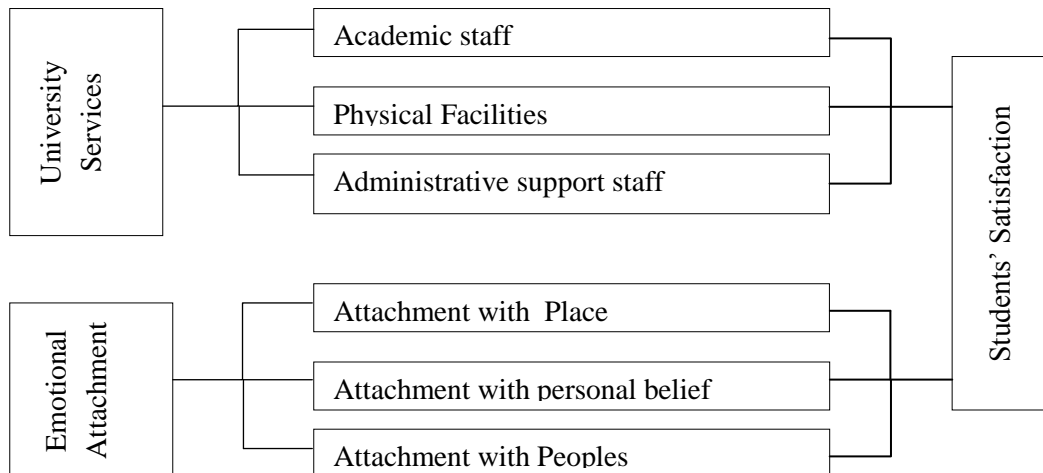 University
Services
Academic staff
Physical Facilities
Administrative support staff
Emotional
Attachment
Attachment with Place
Attachment with personal belief
Attachment with Peoples
Students’ Satisfaction